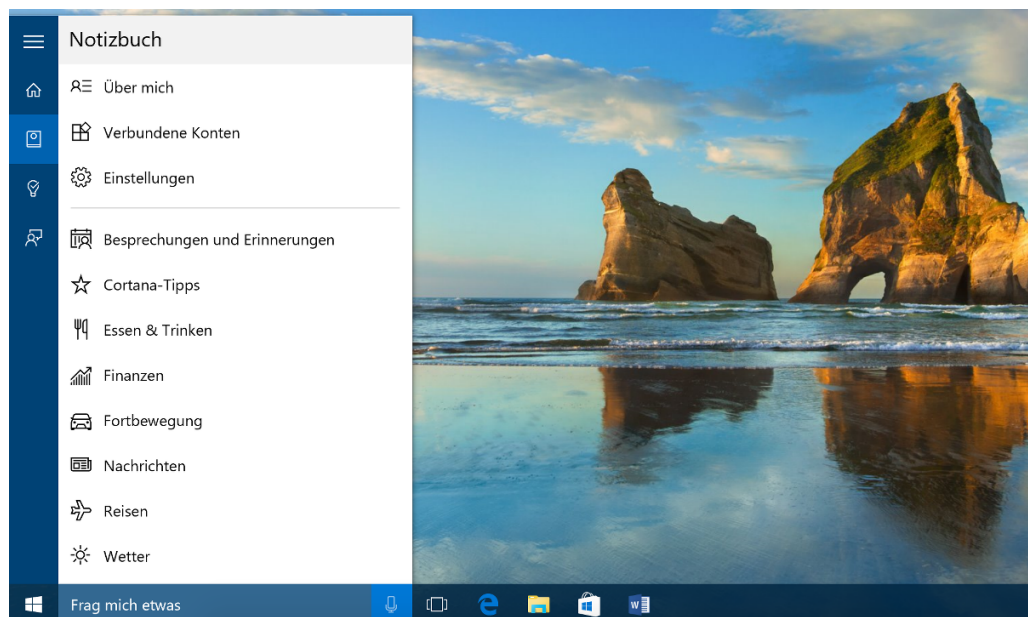 Notizbuch
Über mich
Verbundene Konten
Einstellungen
Besprechungen und Erinnerungen
Cortana-Tipps
Essen & Trinken
Finanzen
Fortbewegung
Nachrichten
Reisen
Wetter
Frag mich etwas